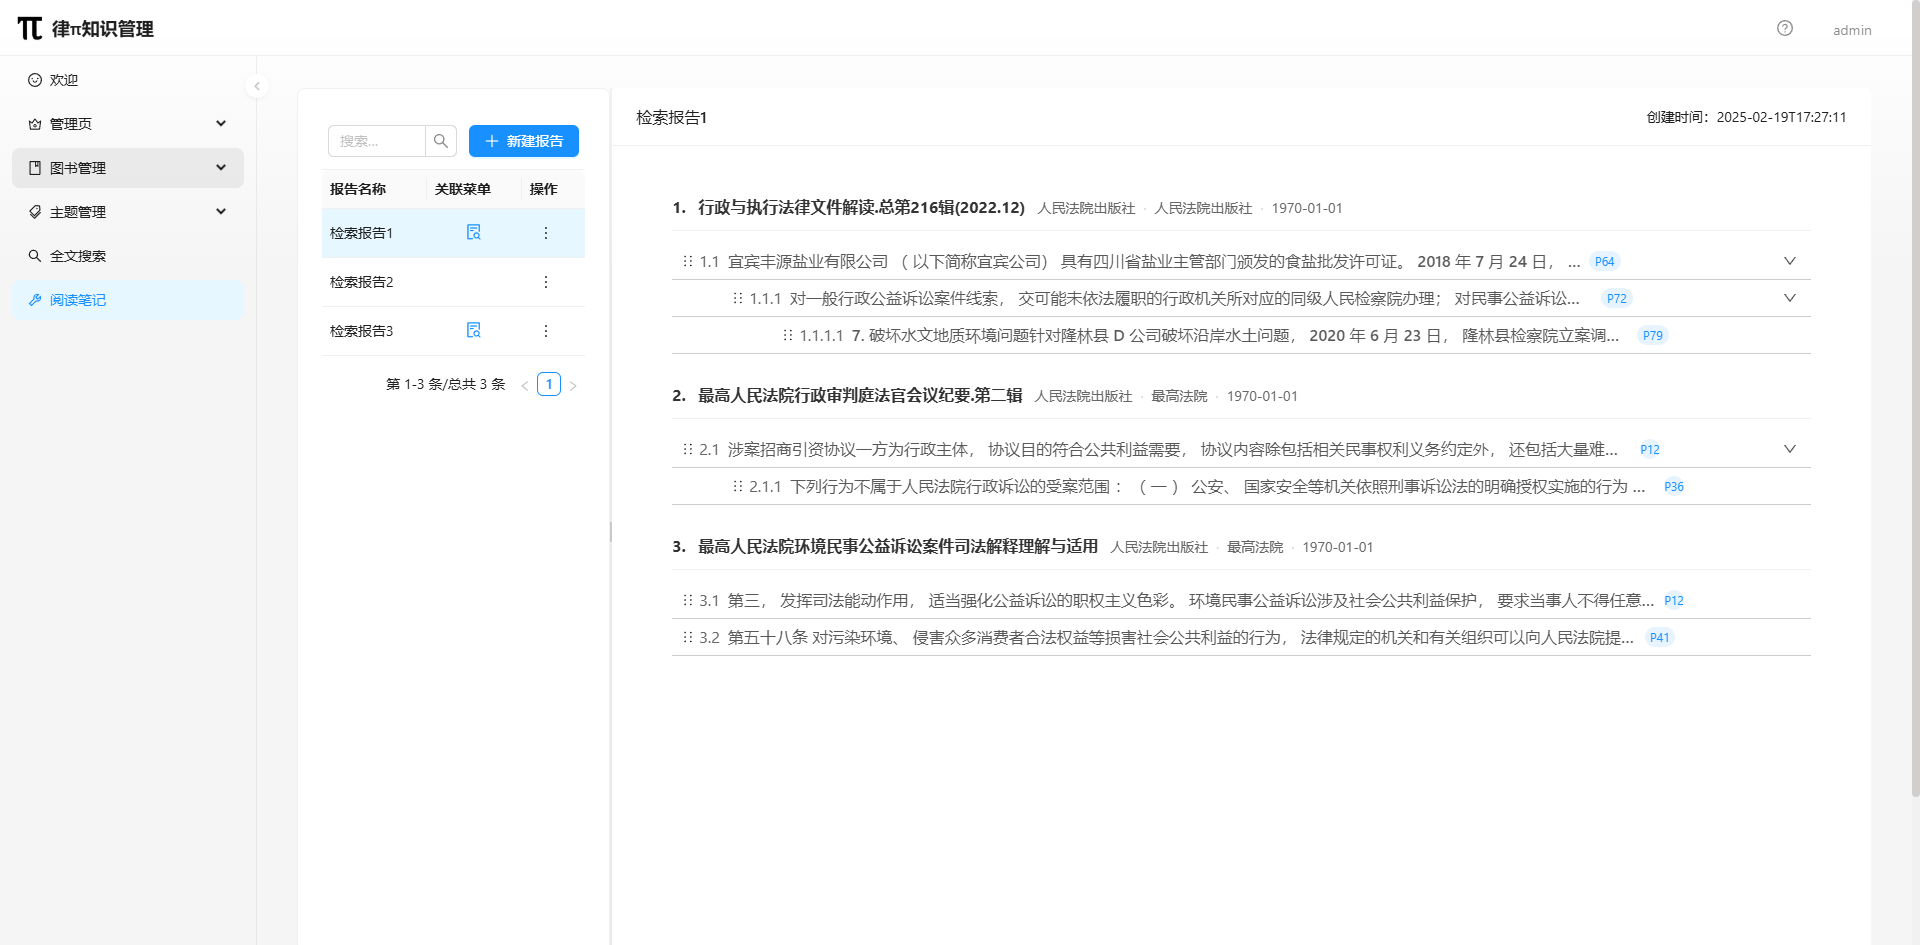 律π知识管理
admin
欢迎
管理页
图书管理
主题管理
全文搜索
阅读笔记
搜索...
新建报告
报告名称 关联菜单 操作
检索报告1
检索报告2
检索报告3
第 1-3 条/总共 3 条 1
检索报告1
创建时间：2025-02-19T17:27:11
1. 行政与执行法律文件解读.总第216辑(2022.12) 人民法院出版社 · 人民法院出版社 · 1970-01-01
1.1 宜宾丰源盐业有限公司 （ 以下简称宜宾公司） 具有四川省盐业主管部门颁发的食盐批发许可证。 2018 年 7 月 24 日， ... P64
1.1.1 对一般行政公益诉讼案件线索， 交可能未依法履职的行政机关所对应的同级人民检察院办理； 对民事公益诉讼... P72
1.1.1.1 7. 破坏水文地质环境问题针对隆林县 D 公司破坏沿岸水土问题， 2020 年 6 月 23 日， 隆林县检察院立案调... P79
2. 最高人民法院行政审判庭法官会议纪要.第二辑 人民法院出版社 · 最高法院 · 1970-01-01
2.1 涉案招商引资协议一方为行政主体， 协议目的符合公共利益需要， 协议内容除包括相关民事权利义务约定外， 还包括大量难... P12
2.1.1 下列行为不属于人民法院行政诉讼的受案范围 ： （ 一 ） 公安、 国家安全等机关依照刑事诉讼法的明确授权实施的行为 ... P36
3. 最高人民法院环境民事公益诉讼案件司法解释理解与适用 人民法院出版社 · 最高法院 · 1970-01-01
3.1 第三， 发挥司法能动作用， 适当强化公益诉讼的职权主义色彩。 环境民事公益诉讼涉及社会公共利益保护， 要求当事人不得任意... P12
3.2 第五十八条 对污染环境、 侵害众多消费者合法权益等损害社会公共利益的行为， 法律规定的机关和有关组织可以向人民法院提... P41